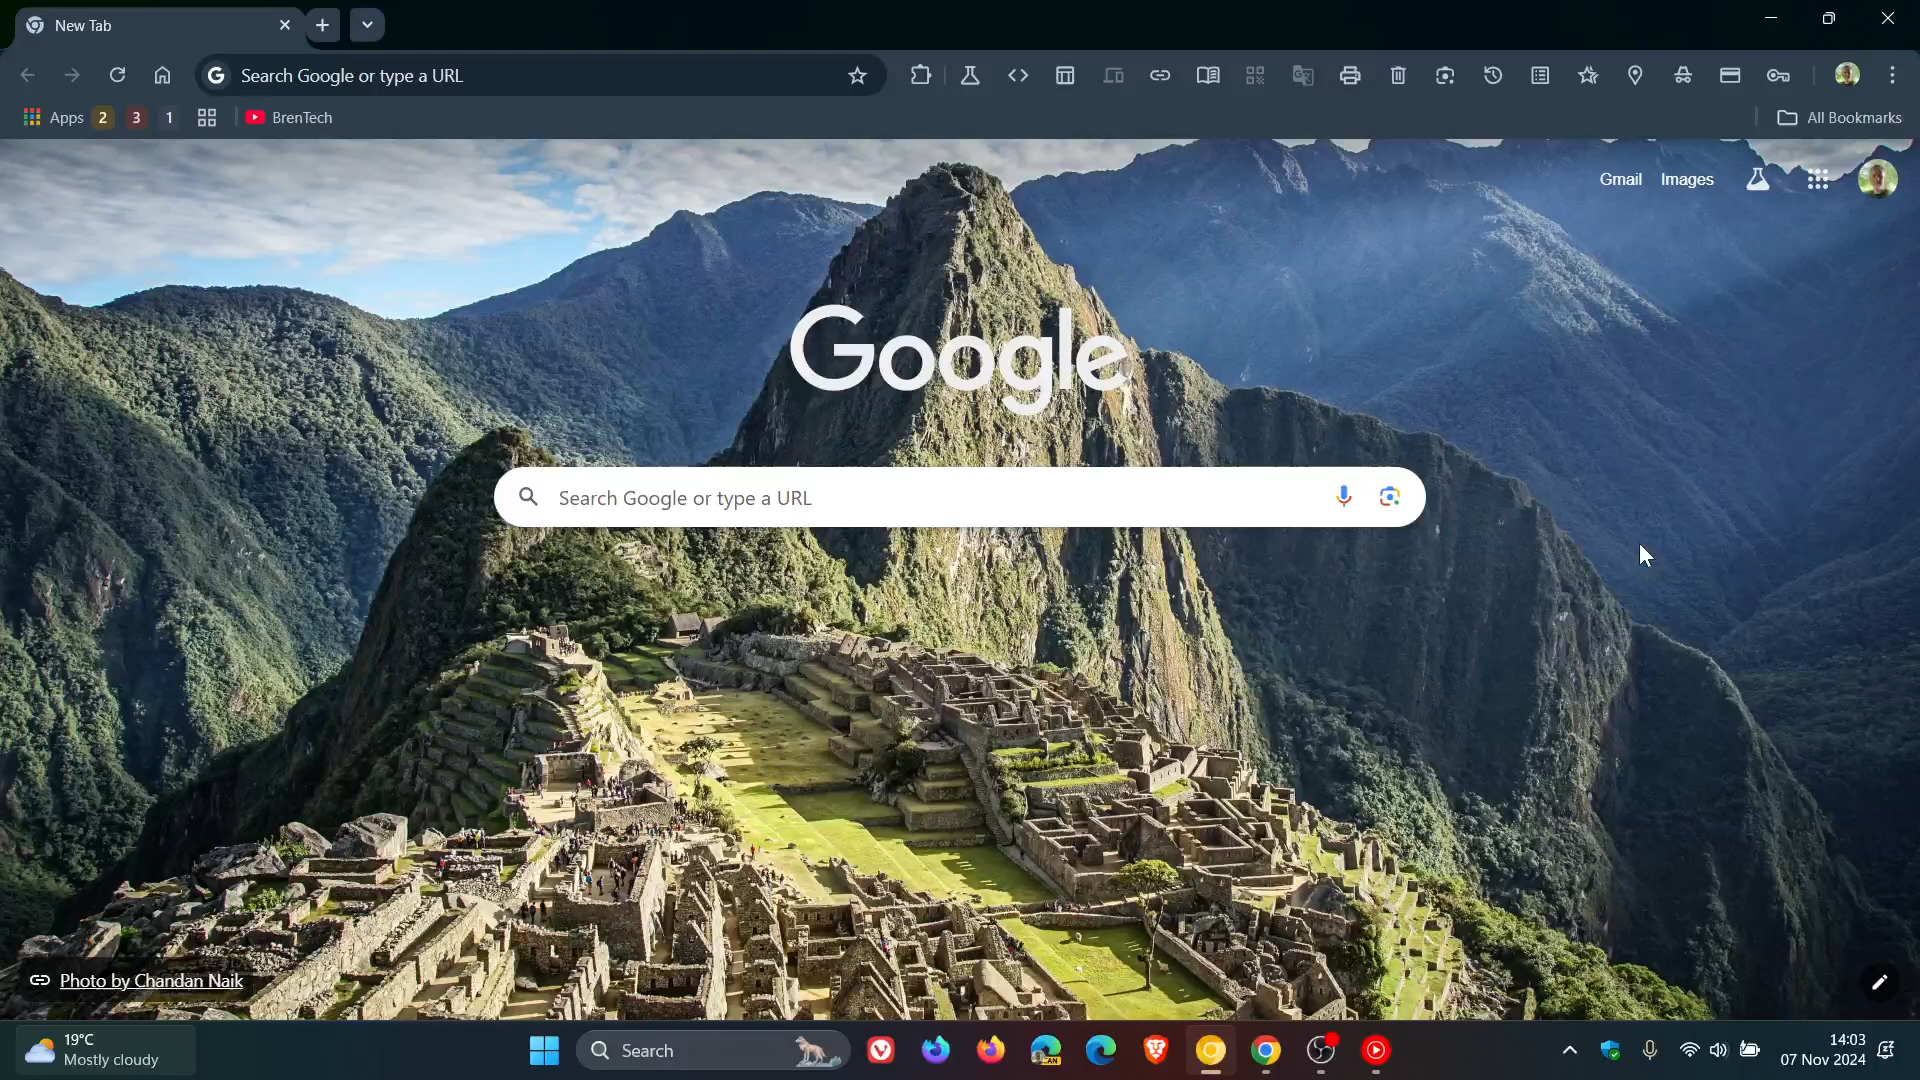 New Tab
Search Google or type a URL
Apps 2 3 1 BrenTech All Bookmarks
Gmail Images
Google
Search Google or type a URL
Photo by Chandan Naik
19°C
Mostly cloudy
Search
CAN
14:03
07 Nov 2024